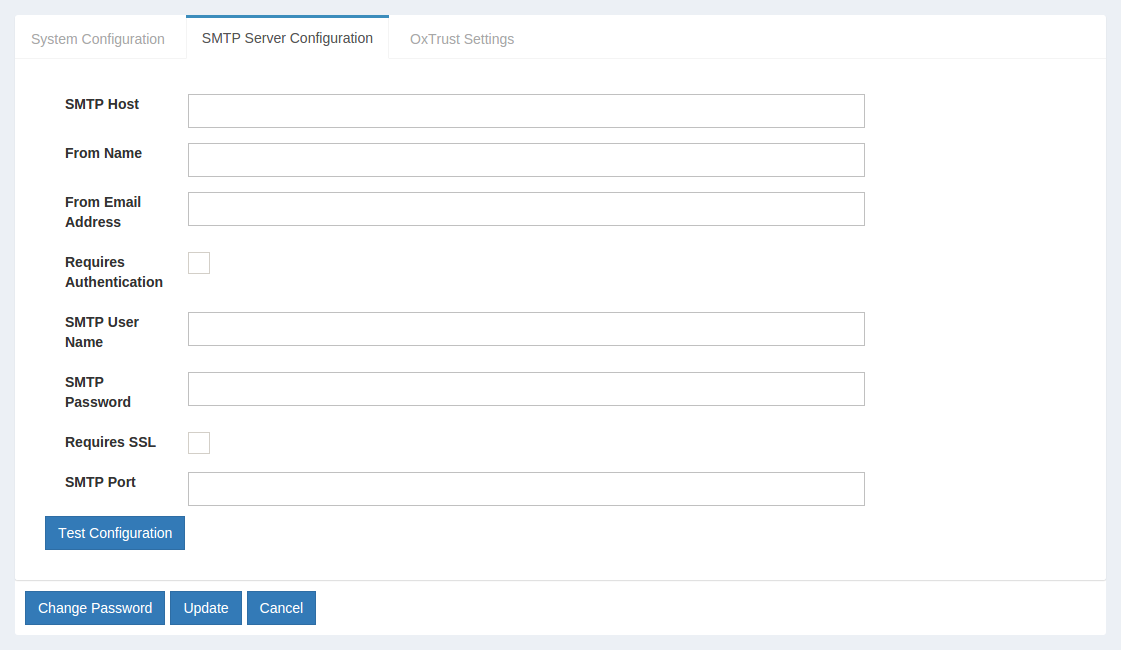 System Configuration SMTP Server Configuration OxTrust Settings
SMTP Host
From Name
From Email
Address
Requires
Authentication
SMTP User
Name
SMTP
Password
Requires SSL
SMTP Port
Test Configuration
Change Password Update Cancel